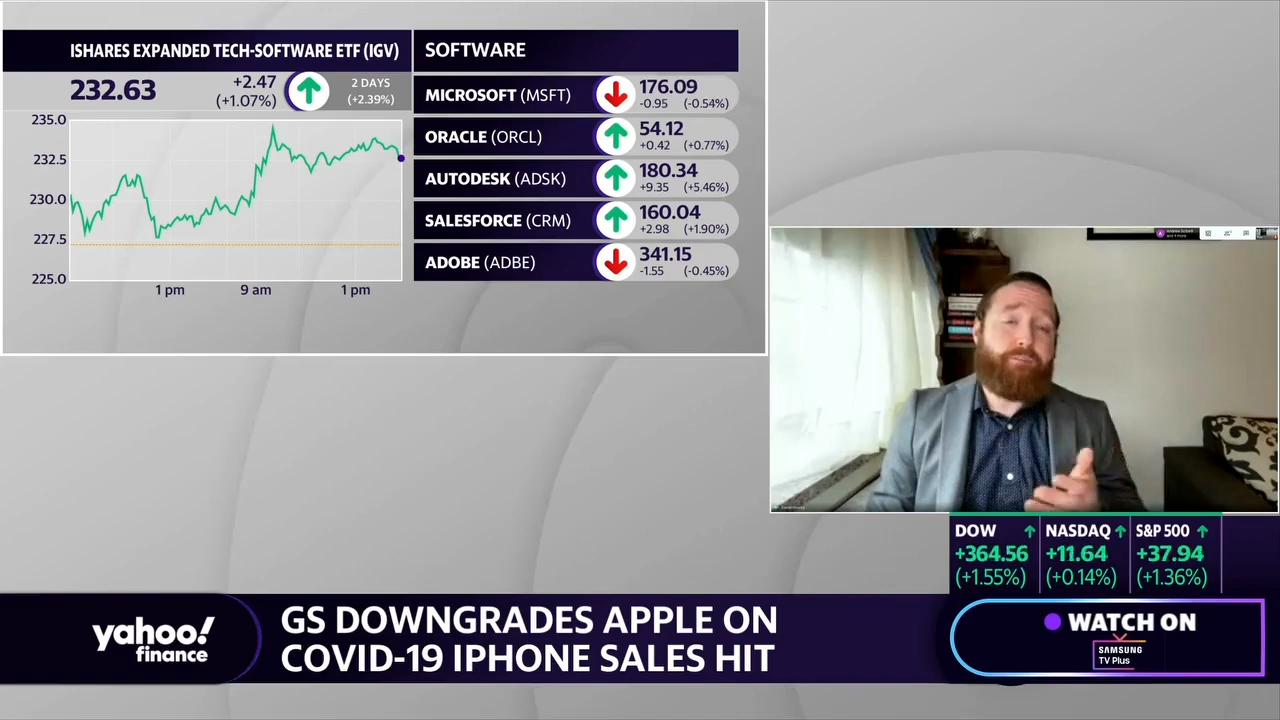 ISHARES EXPANDED TECH-SOFTWARE ETF (IGV)
232.63
+2.47
(+1.07%)
2 DAYS
(+2.39%)
235.0
232.5
230.0
227.5
225.0
1 pm
9 am
1 pm
SOFTWARE
MICROSOFT (MSFT)
176.09
-0.95 (-0.54%)
ORACLE (ORCL)
54.12
+0.42 (+0.77%)
AUTODESK (ADSK)
180.34
+9.35 (+5.46%)
SALESFORCE (CRM)
160.04
+2.98 (+1.90%)
ADOBE (ADBE)
341.15
-1.55 (-0.45%)
DOW
+364.56
(+1.55%)
NASDAQ
+11.64
(+0.14%)
S&P 500
+37.94
(+1.36%)
yahoo!
finance
GS DOWNGRADES APPLE ON
COVID-19 IPHONE SALES HIT
WATCH ON
SAMSUNG
TV Plus